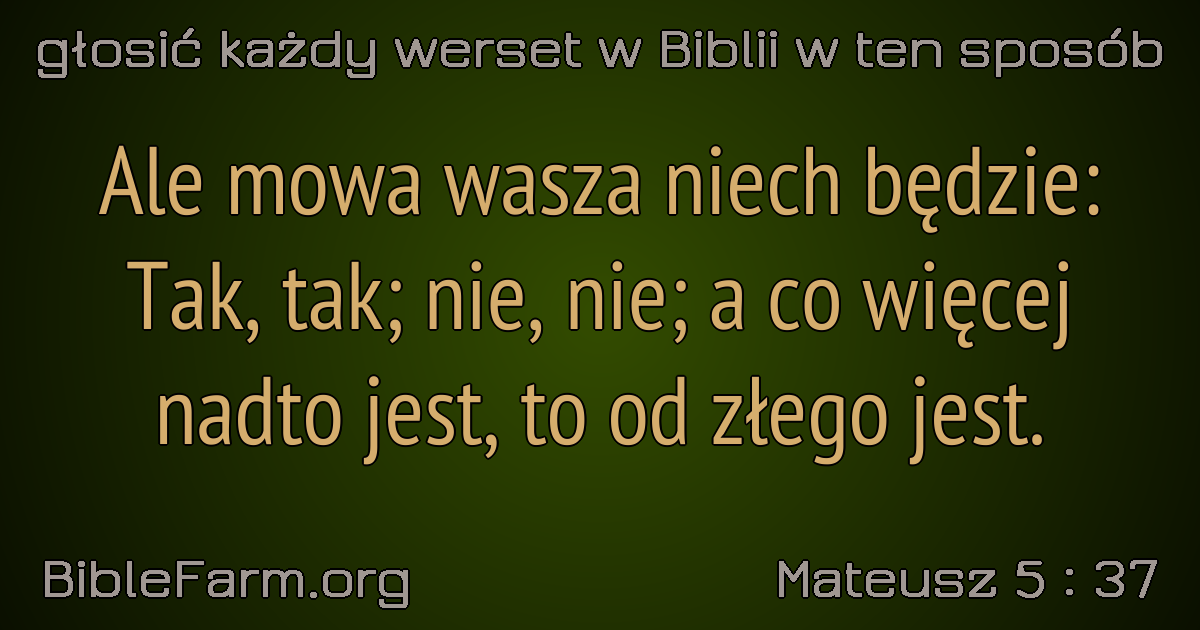 głosić każdy werset w Biblii w ten sposób
Ale mowa wasza niech będzie:
Tak, tak; nie, nie; a co więcej
nadto jest, to od złego jest.
BibleFarm.org
Mateusz 5 : 37